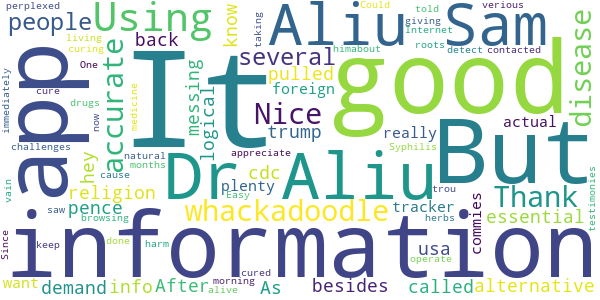 perplexed people Using Aliu Sam Could told giving verious Internet
living curing back know taking himabout roots detect contacted
One several good
immediately cure accurate hey messing logical pulled foreign disease
app It drugs now medicine trump Nice really actual
challenges natural months appreciate Syphilis But
vain cause Dr Aliu cdc plenty Easy trou
saw religion browsing whackadoodle tracker herbs Thank testimonies
Since pence done harm usa commies essential
keep information operate
want demand info After cured morning alive As besides called alternative